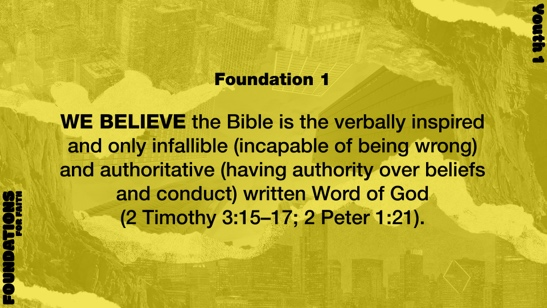 Youth 1
Foundation 1
WE BELIEVE the Bible is the verbally inspired
and only infallible (incapable of being wrong)
and authoritative (having authority over beliefs
and conduct) written Word of God
(2 Timothy 3:15–17; 2 Peter 1:21).
FOUNDATIONS
FOR FAITH